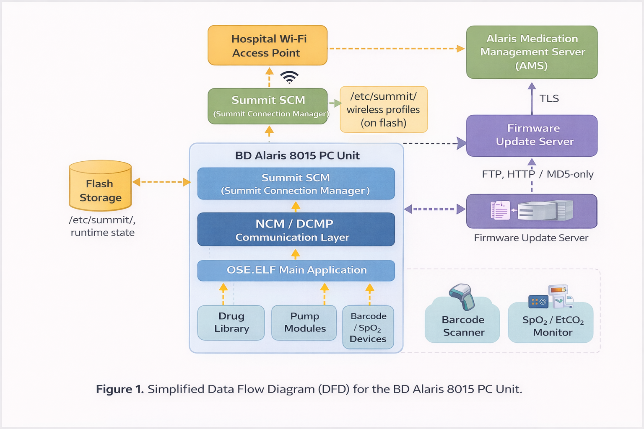 Hospital Wi-Fi
Access Point
Alaris Medication
Management Server
(AMS)
Summit SCM
(Summit Connection Manager)
/etc/summit/
wireless profiles
(on flash)
TLS
Firmware
Update Server
BD Alaris 8015 PC Unit
FTP, HTTP / MD5-only
Flash
Storage
/etc/summit/,
runtime state
Summit SCM
(Summit Connection Manager)
NCM / DCMP
Communication Layer
Firmware Update Server
OSE.ELF Main Application
Drug
Library
Pump
Modules
Barcode
/ SpO₂
Devices
Barcode
Scanner
SpO₂ / EtCO₂
Monitor
Figure 1. Simplified Data Flow Diagram (DFD) for the BD Alaris 8015 PC Unit.